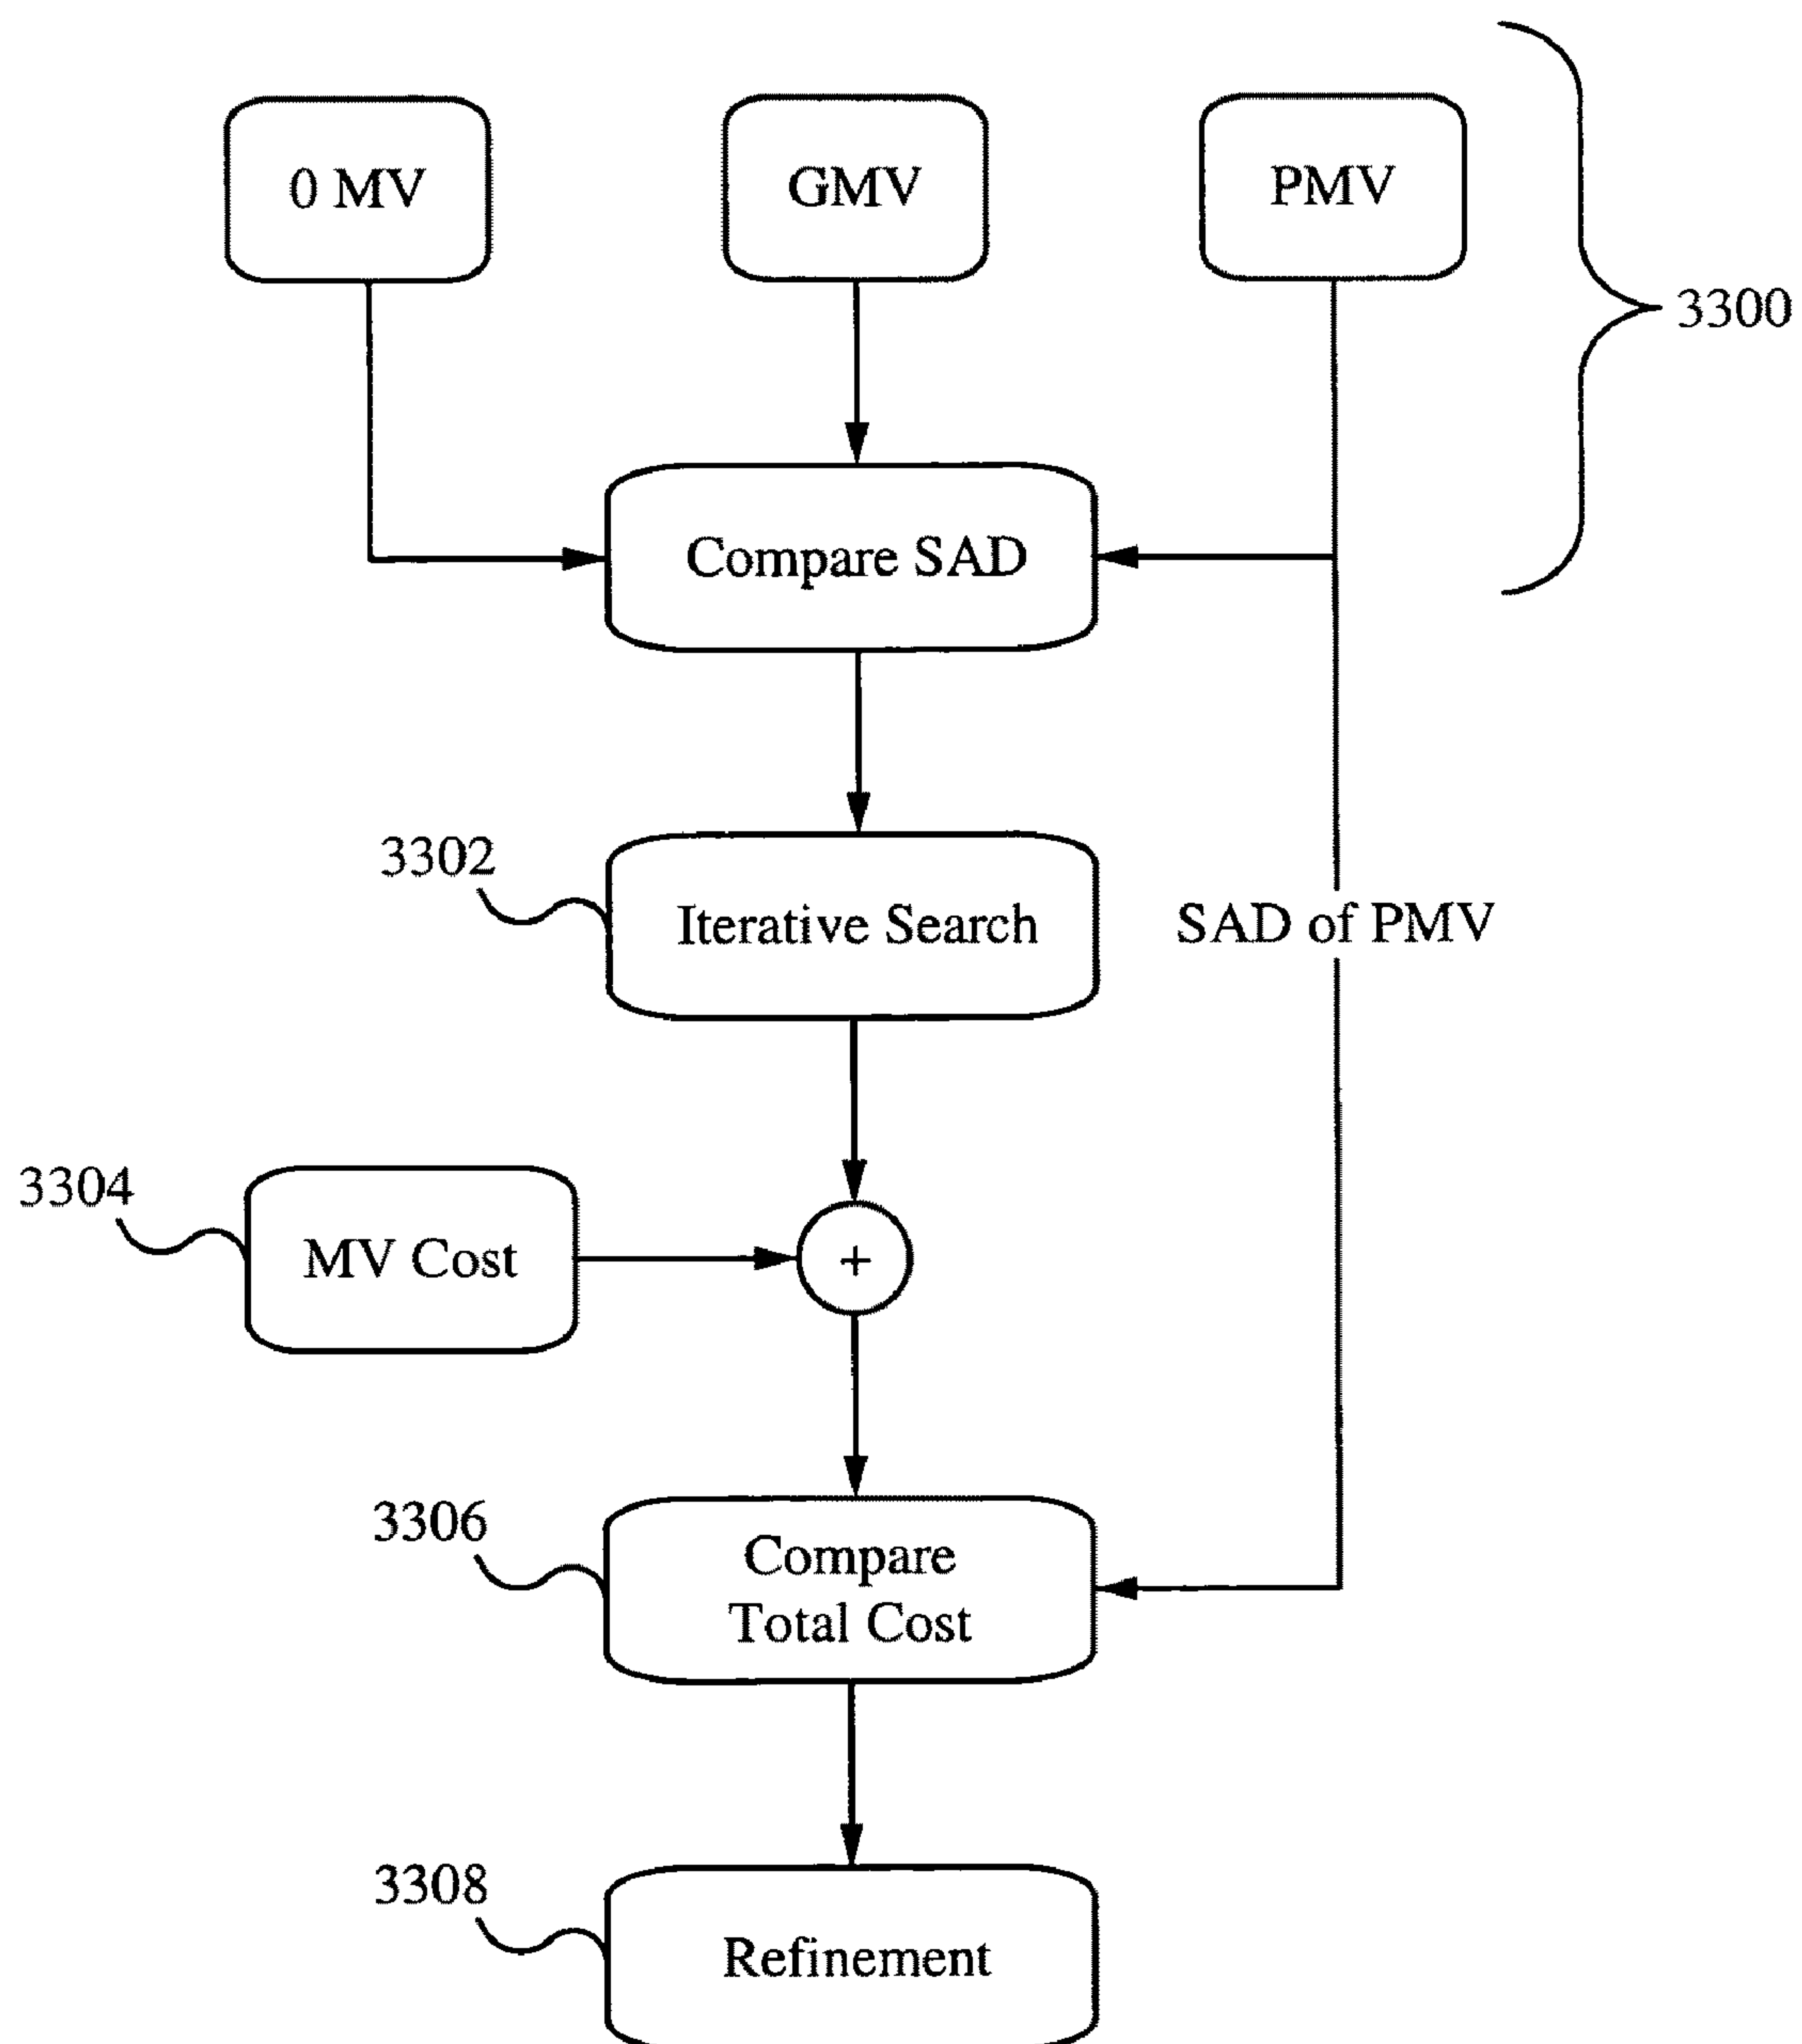 0 MV
GMV
PMV
3300
Compare SAD
3302
Iterative Search
SAD of PMV
3304
MV Cost
+
3306
Compare
Total Cost
3308
Refinement